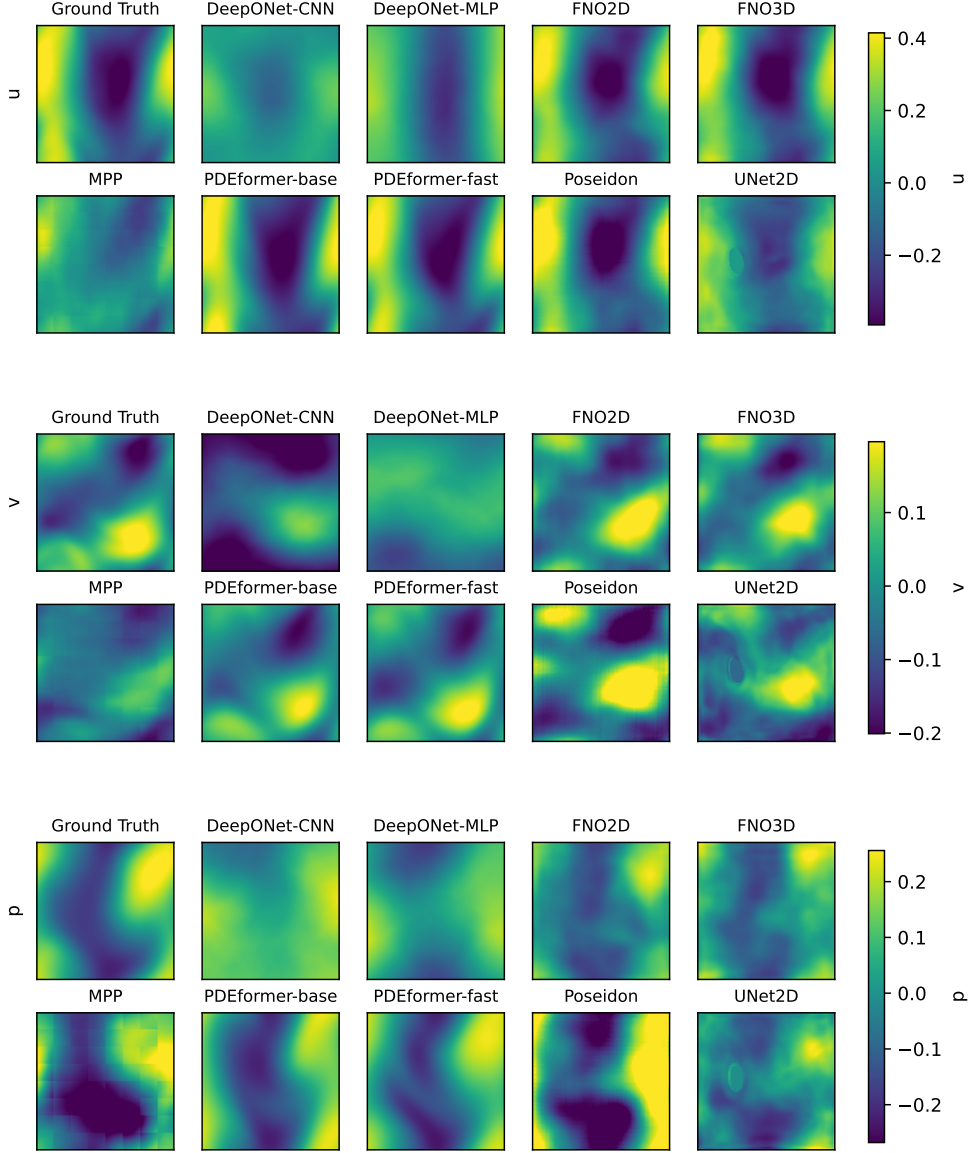 Ground Truth DeepONet-CNN DeepONet-MLP FNO2D FNO3D
u
MPP PDEformer-base PDEformer-fast Poseidon UNet2D
0.4
0.2
0.0
−0.2
u
Ground Truth DeepONet-CNN DeepONet-MLP FNO2D FNO3D
v
MPP PDEformer-base PDEformer-fast Poseidon UNet2D
0.1
0.0
−0.1
−0.2
v
Ground Truth DeepONet-CNN DeepONet-MLP FNO2D FNO3D
p
MPP PDEformer-base PDEformer-fast Poseidon UNet2D
0.2
0.1
0.0
−0.1
−0.2
p